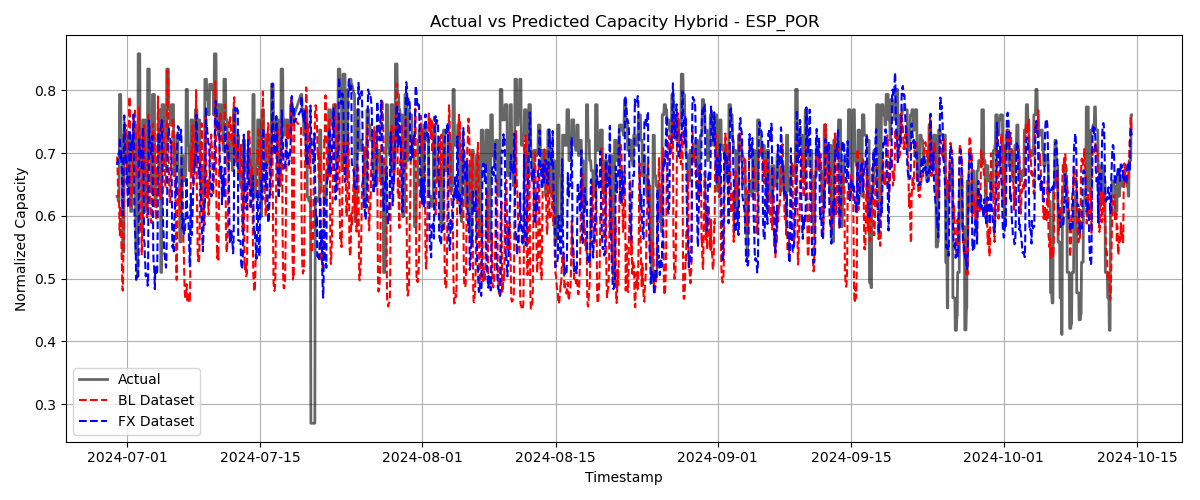 Actual vs Predicted Capacity Hybrid - ESP_POR
Normalized Capacity
0.8
0.7
0.6
0.5
0.4
0.3
Actual
BL Dataset
FX Dataset
2024-07-01
2024-07-15
2024-08-01
2024-08-15
2024-09-01
2024-09-15
2024-10-01
2024-10-15
Timestamp